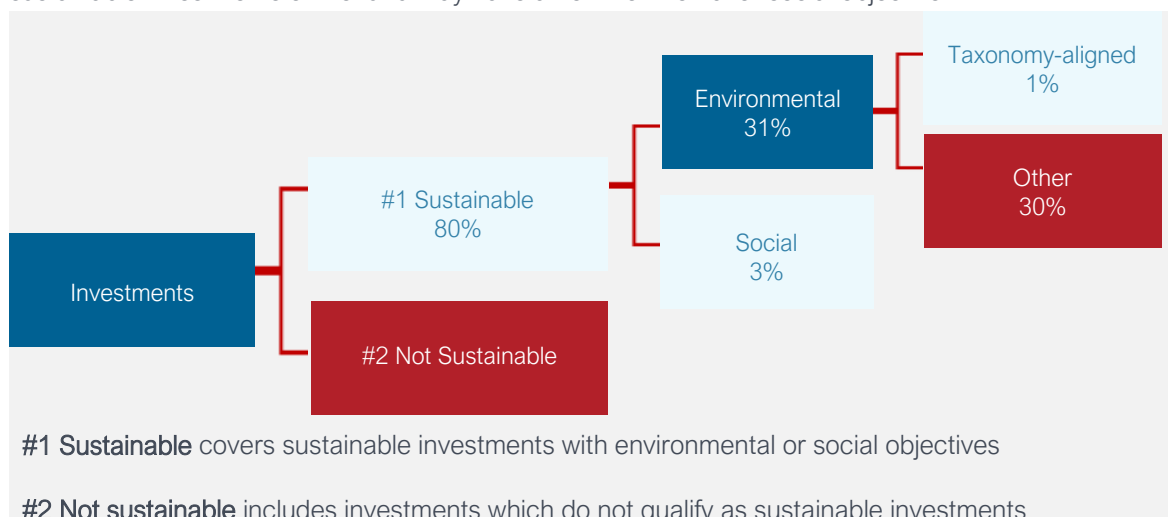 Taxonomy-aligned
1%
Environmental
31%
Other
30%
#1 Sustainable
80%
Social
3%
Investments
#2 Not Sustainable
#1 Sustainable covers sustainable investments with environmental or social objectives
#2 Not sustainable includes investments which do not qualify as sustainable investments